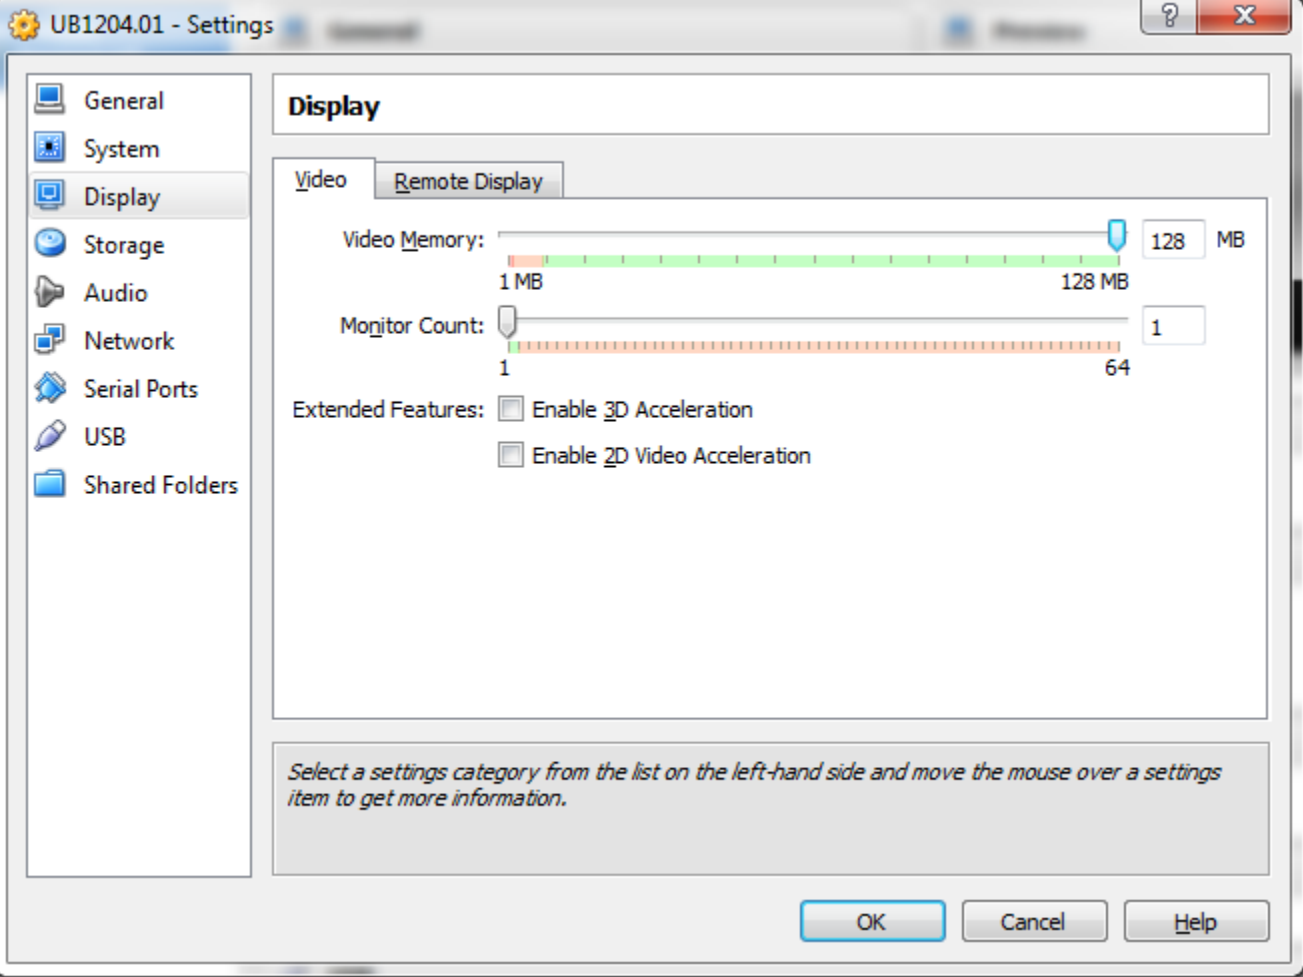 UB1204.01 - Settings
General
Preview
?
X
General
System
Display
Storage
Audio
Network
Serial Ports
USB
Shared Folders
Display
Video
Remote Display
Video Memory: 128 MB
1 MB 128 MB
Monitor Count: 1
1 64
Extended Features: Enable 3D Acceleration
Enable 2D Video Acceleration
Select a settings category from the list on the left-hand side and move the mouse over a settings
item to get more information.
OK Cancel Help